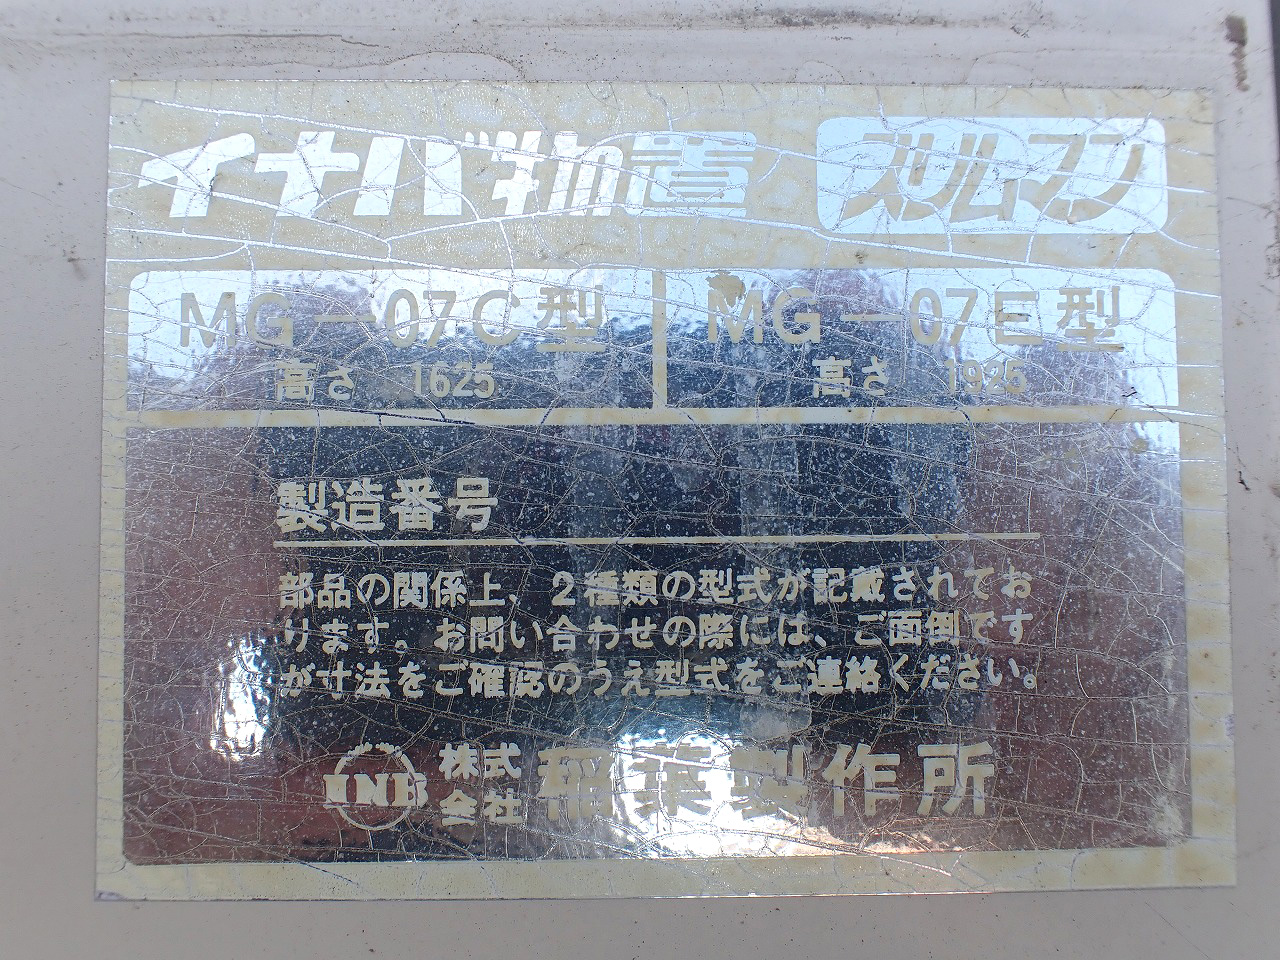 イナバ物置 スリムマン
MG－07C型 MG－07E型
高さ 1625 高さ 1925
製造番号
部品の関係上、2種類の型式が記載されてお
ります。お問い合わせの際には、ご面倒です
が寸法をご確認のうえ型式をご連絡ください。
INB 株式会社 稲葉製作所